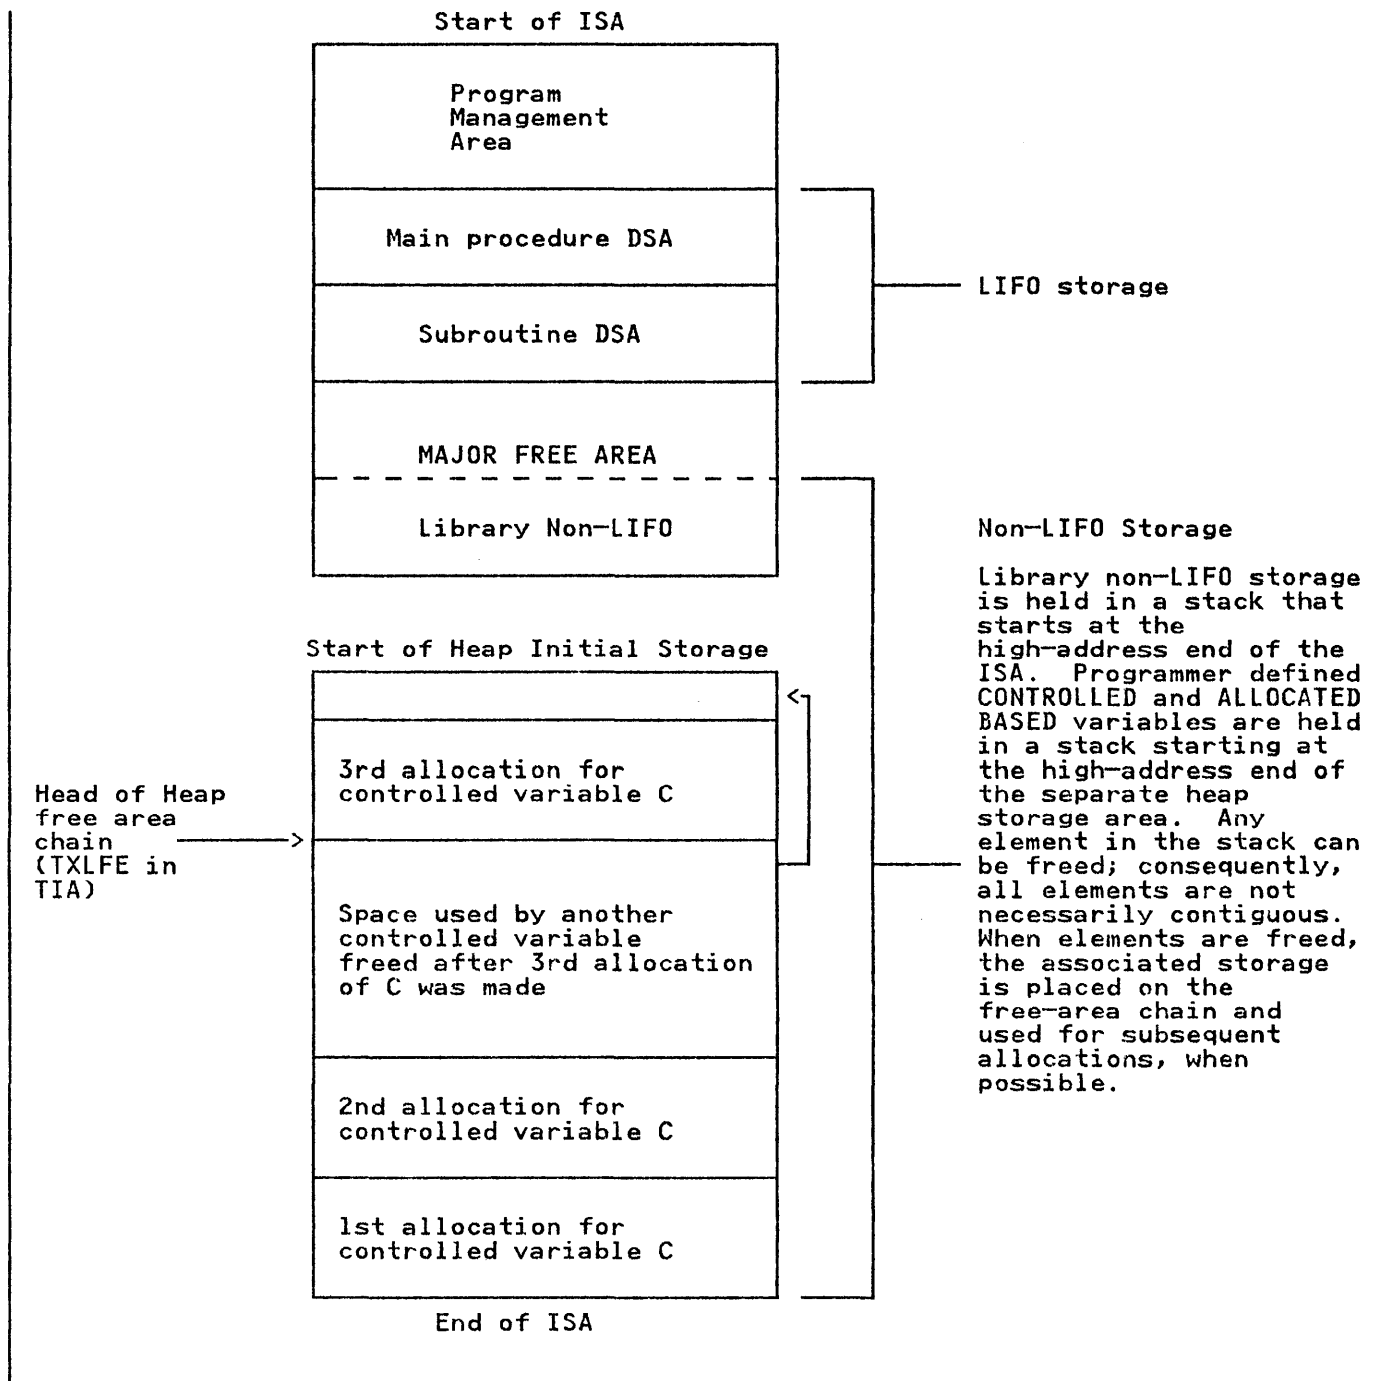 Start of ISA
Program
Management
Area
Main procedure DSA
LIFO storage
Subroutine DSA
MAJOR FREE AREA
Library Non-LIFO
Non-LIFO Storage
Library non-LIFO storage
is held in a stack that
starts at the
high-address end of the
ISA. Programmer defined
CONTROLLED and ALLOCATED
BASED variables are held
in a stack starting at
the high-address end of
the separate heap
storage area. Any
element in the stack can
be freed; consequently,
all elements are not
necessarily contiguous.
When elements are freed,
the associated storage
is placed on the
free-area chain and
used for subsequent
allocations, when
possible.
Start of Heap Initial Storage
3rd allocation for
controlled variable C
Head of Heap
free area
chain
(TXLFE in
TIA)
Space used by another
controlled variable
freed after 3rd allocation
of C was made
2nd allocation for
controlled variable C
1st allocation for
controlled variable C
End of ISA